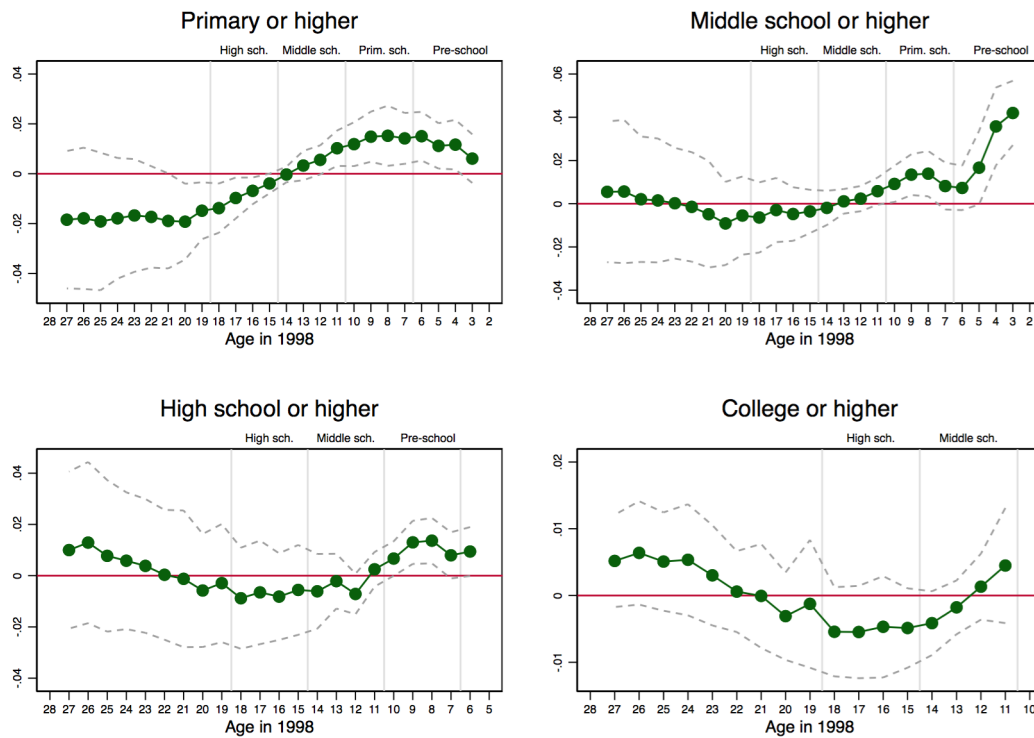 Primary or higher
High sch. Middle sch. Prim. sch. Pre-school
.04
.02
0
-.02
-.04
28 27 26 25 24 23 22 21 20 19 18 17 16 15 14 13 12 11 10 9 8 7 6 5 4 3 2
Age in 1998
Middle school or higher
High sch. Middle sch. Prim. sch. Pre-school
.06
.04
.02
0
-.02
-.04
28 27 26 25 24 23 22 21 20 19 18 17 16 15 14 13 12 11 10 9 8 7 6 5 4 3 2
Age in 1998
High school or higher
High sch. Middle sch. Pre-school
.04
.02
0
-.02
-.04
28 27 26 25 24 23 22 21 20 19 18 17 16 15 14 13 12 11 10 9 8 7 6 5
Age in 1998
College or higher
High sch. Middle sch.
.02
.01
0
-.01
28 27 26 25 24 23 22 21 20 19 18 17 16 15 14 13 12 11 10
Age in 1998